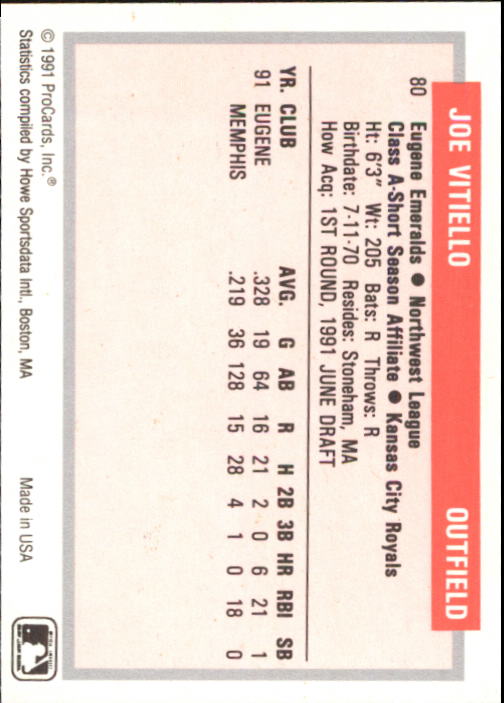 JOE VITIELLO OUTFIELD
80 Eugene Emeralds ● Northwest League
Class A-Short Season Affiliate ● Kansas City Royals
Ht: 6'3" Wt: 205 Bats: R Throws: R
Birthdate: 7-11-70 Resides: Stoneham, MA
How Acq: 1ST ROUND, 1991 JUNE DRAFT
YR. CLUB AVG. G AB R H 2B 3B HR RBI SB
91 EUGENE .328 19 64 16 21 2 0 6 21 1
MEMPHIS .219 36 128 15 28 4 1 0 18 0
© 1991 ProCards, Inc.®
Statistics compiled by Howe Sportsdata Intl., Boston, MA Made in USA